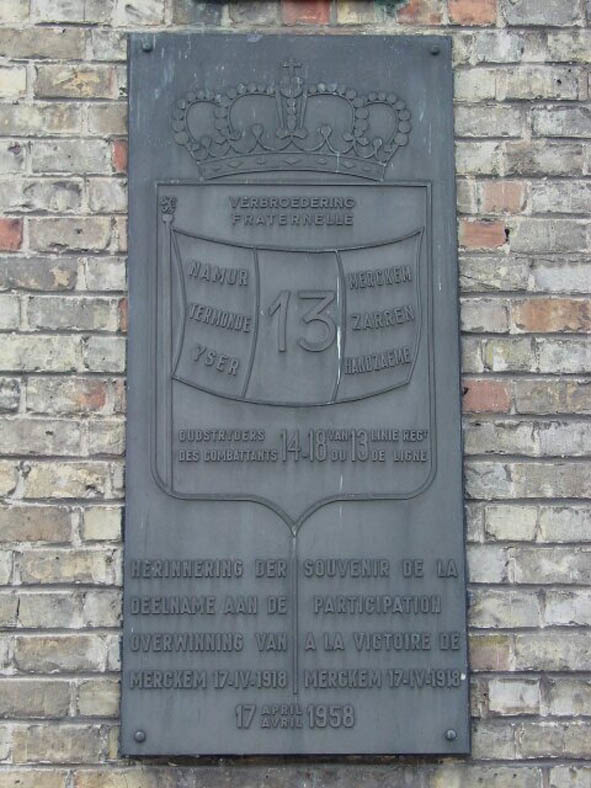 VERBROEDERING
FRATERNELLE
NAMUR
TERMONDE
YSER
13
MERCKEM
ZARREN
HANDZAEME
OUDSTRYDERS 14-18 VAN 13 LINIE REGT
DES COMBATTANTS DU DE LIGNE
HERINNERING DER
DEELNAME AAN DE
OVERWINNING VAN
MERCKEM 17-IV-1918
SOUVENIR DE LA
PARTICIPATION
A LA VICTOIRE DE
MERCKEM 17-IV-1918
17 APRIL 1958
AVRIL